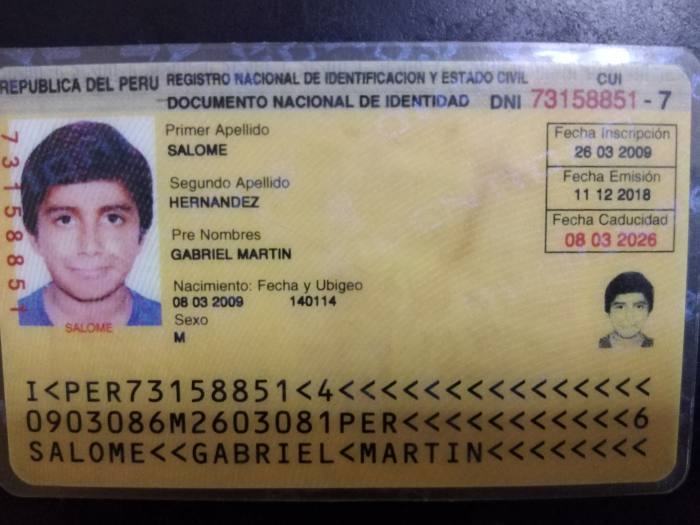 REPUBLICA DEL PERU REGISTRO NACIONAL DE IDENTIFICACION Y ESTADO CIVIL CUI
DOCUMENTO NACIONAL DE IDENTIDAD DNI 73158851 - 7
73158851
Primer Apellido
SALOME
Segundo Apellido
HERNANDEZ
Pre Nombres
GABRIEL MARTIN
Nacimiento: Fecha y Ubigeo
08 03 2009 140114
Sexo
M
Fecha Inscripción
26 03 2009
Fecha Emisión
11 12 2018
Fecha Caducidad
08 03 2026
SALOME
I<PER73158851<4<<<<<<<<<<<<<<<
0903086M2603081PER<<<<<<<<<<<6
SALOME<<GABRIEL<MARTIN<<<<<<<<